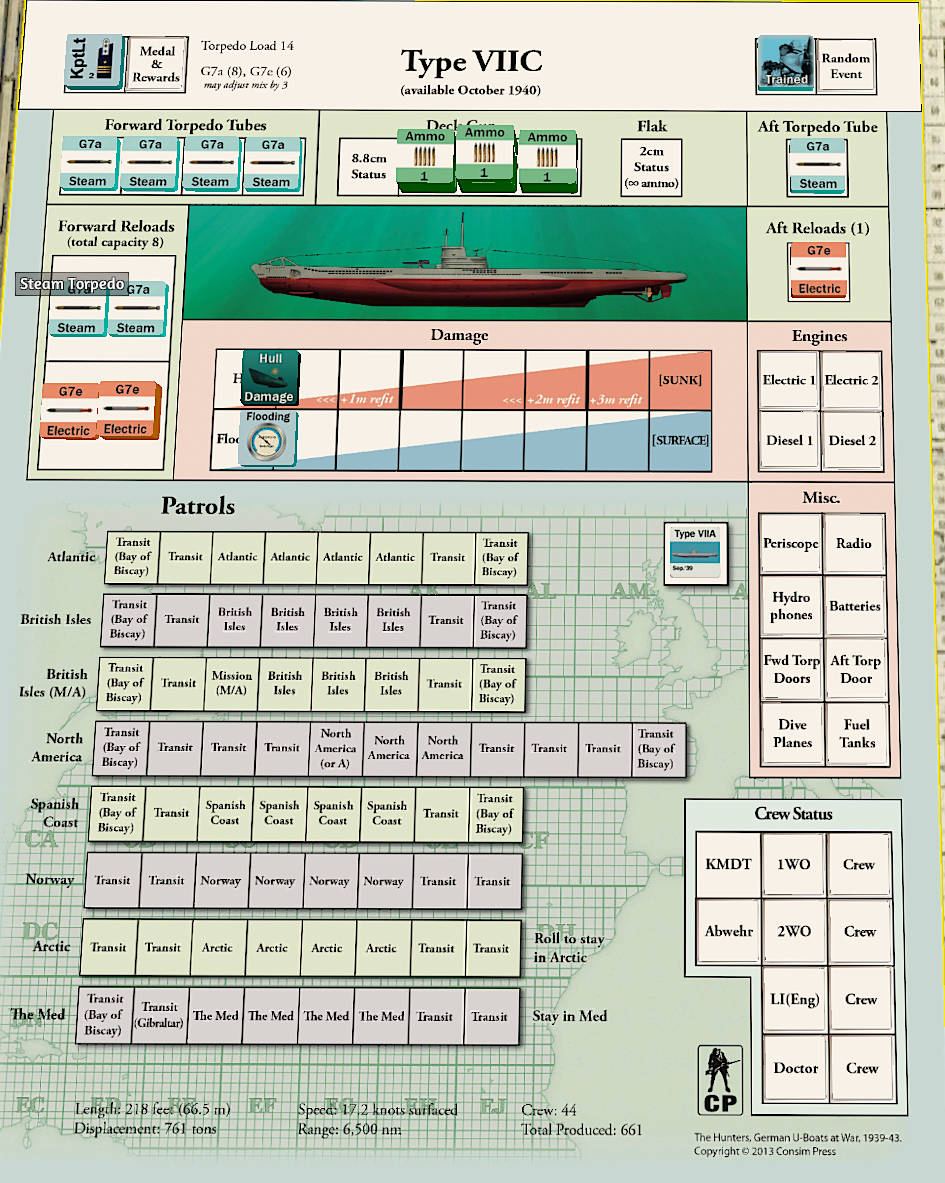 KptLt
2
Medal
&
Rewards
Torpedo Load 14
G7a (8), G7e (6)
may adjust mix by 3
Type VIIC
(available October 1940)
Trained
Random
Event
Forward Torpedo Tubes
G7a
Steam
G7a
Steam
G7a
Steam
G7a
Steam
8.8cm
Status
Ammo
1
Ammo
1
Ammo
1
Flak
2cm
Status
(∞ ammo)
Aft Torpedo Tube
G7a
Steam
Forward Reloads
(total capacity 8)
Steam Torpedo
G7a
Steam
G7a
Steam
G7e
Electric
G7e
Electric
Aft Reloads (1)
G7e
Electric
Damage
Hull
Damage
<<< +1m refit
<<< +2m refit
+3m refit
[SUNK]
Flooding
[SURFACE]
Engines
Electric 1
Electric 2
Diesel 1
Diesel 2
Misc.
Periscope
Radio
Hydro
phones
Batteries
Fwd Torp
Doors
Aft Torp
Door
Dive
Planes
Fuel
Tanks
Patrols
Type VIIA
Sep.'39
AL
AM
Atlantic
Transit
(Bay of
Biscay)
Transit
Atlantic
Atlantic
Atlantic
Atlantic
Transit
Transit
(Bay of
Biscay)
British Isles
Transit
(Bay of
Biscay)
Transit
British
Isles
British
Isles
British
Isles
British
Isles
Transit
Transit
(Bay of
Biscay)
British
Isles (M/A)
Transit
(Bay of
Biscay)
Transit
Mission
(M/A)
British
Isles
British
Isles
British
Isles
Transit
Transit
(Bay of
Biscay)
North
America
Transit
(Bay of
Biscay)
Transit
Transit
Transit
North
America
(or A)
North
America
North
America
Transit
Transit
Transit
Transit
(Bay of
Biscay)
Spanish
Coast
Transit
(Bay of
Biscay)
Transit
Spanish
Coast
Spanish
Coast
Spanish
Coast
Spanish
Coast
Transit
Transit
(Bay of
Biscay)
CA
CF
Norway
Transit
Transit
Norway
Norway
Norway
Norway
Transit
Transit
DC
DH
Arctic
Transit
Transit
Arctic
Arctic
Arctic
Arctic
Transit
Transit
Roll to stay
in Arctic
The Med
Transit
(Bay of
Biscay)
Transit
(Gibraltar)
The Med
The Med
The Med
The Med
Transit
Transit
Stay in Med
Crew Status
KMDT
1WO
Crew
Abwehr
2WO
Crew
LI(Eng)
Crew
Doctor
Crew
CP
EC
ED
EF
EJ
Length: 218 feet (66.5 m)
Speed: 17.2 knots surfaced
Crew: 44
Displacement: 761 tons
Range: 6,500 nm
Total Produced: 661
The Hunters, German U-Boats at War, 1939-43.
Copyright © 2013 Consim Press